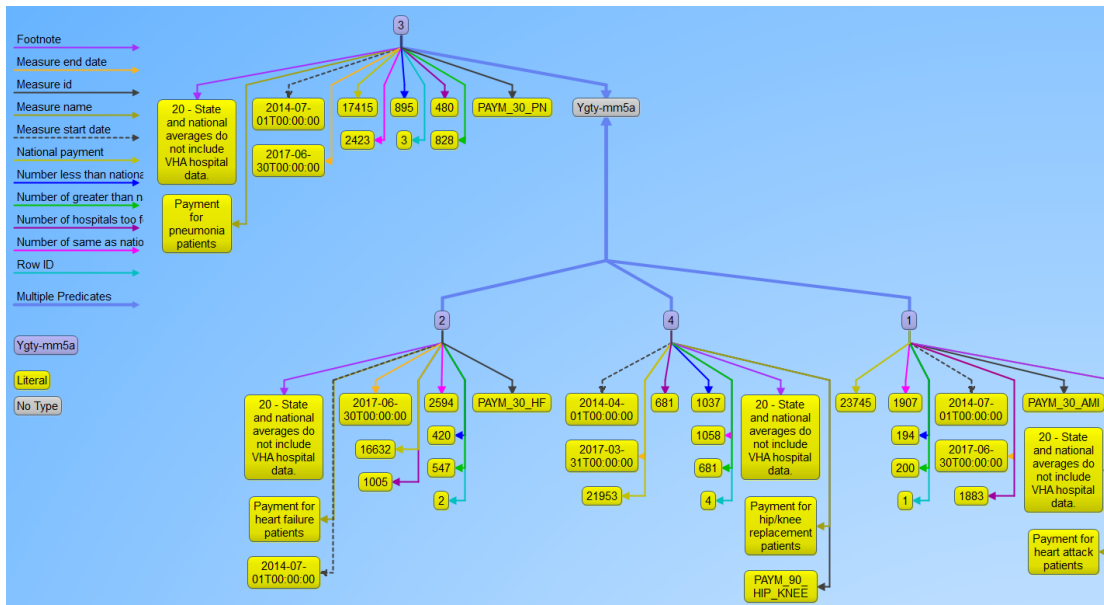 Footnote
Measure end date
Measure id
Measure name
Measure start date
National payment
Number less than nationa
Number of greater than n
Number of hospitals too f
Number of same as natio
Row ID
Multiple Predicates
Ygty-mm5a
Literal
No Type
3
20 - State
and national
averages do
not include
VHA hospital
data.
Payment
for
pneumonia
patients
2014-07-
01T00:00:00
2017-06-
30T00:00:00
17415
2423
895
3
480
828
PAYM_30_PN
Ygty-mm5a
2
20 - State
and national
averages do
not include
VHA hospital
data.
Payment for
heart failure
patients
2014-07-
01T00:00:00
2017-06-
30T00:00:00
16632
1005
2594
420
547
2
PAYM_30_HF
4
2014-04-
01T00:00:00
2017-03-
31T00:00:00
21953
681
1037
1058
681
4
20 - State
and national
averages do
not include
VHA hospital
data.
Payment for
hip/knee
replacement
patients
PAYM_90_
HIP_KNEE
1
23745
1907
194
200
1
2014-07-
01T00:00:00
2017-06-
30T00:00:00
1883
PAYM_30_AMI
20 - State
and national
averages do
not include
VHA hospital
data.
Payment for
heart attack
patients